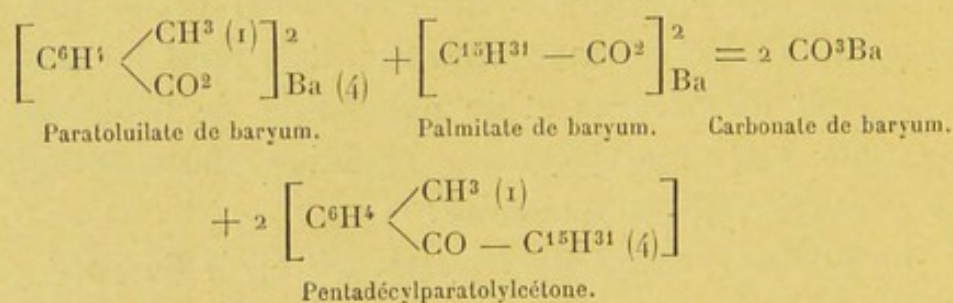 [C⁶H⁴ < CH³ (1) CO² ]² Ba (4) + [C¹⁵H³¹ — CO²]² Ba = 2 CO³Ba
Paratoluilate de baryum. Palmitate de baryum. Carbonate de baryum.
+ 2 [C⁶H⁴ < CH³ (1) CO — C¹⁵H³¹ (4)]
Pentadécylparatolylcétone.